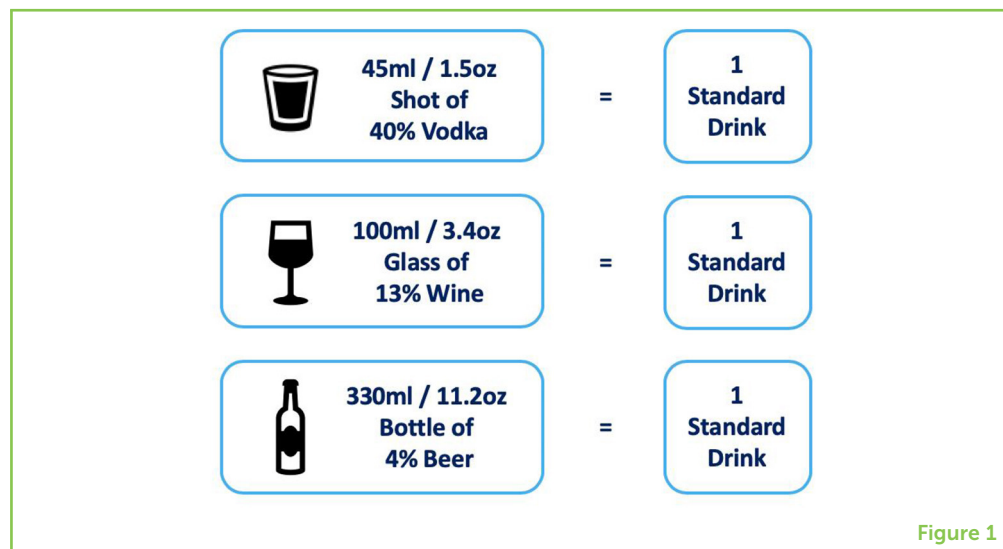 45ml / 1.5oz
Shot of
40% Vodka
=
1
Standard
Drink
100ml / 3.4oz
Glass of
13% Wine
=
1
Standard
Drink
330ml / 11.2oz
Bottle of
4% Beer
=
1
Standard
Drink
Figure 1